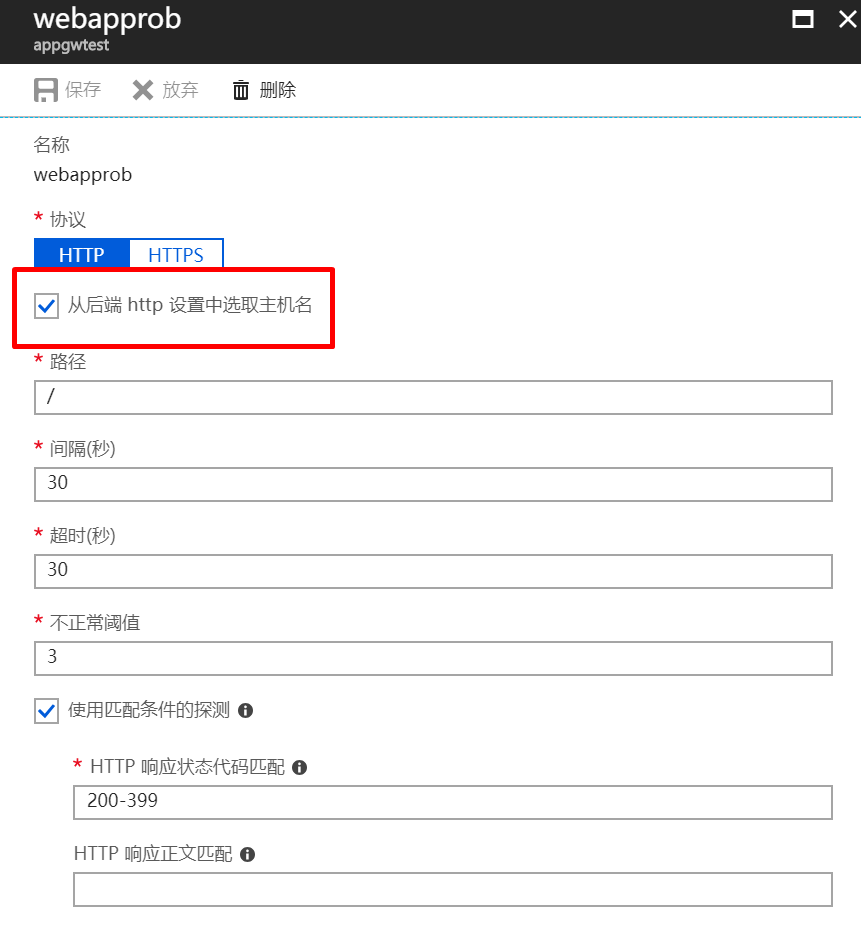 webapprob
appgwtest
保存 放弃 删除
名称
webapprob
* 协议
HTTP HTTPS
从后端 http 设置中选取主机名
* 路径
/
* 间隔(秒)
30
* 超时(秒)
30
* 不正常阈值
3
使用匹配条件的探测
* HTTP 响应状态代码匹配
200-399
HTTP 响应正文匹配